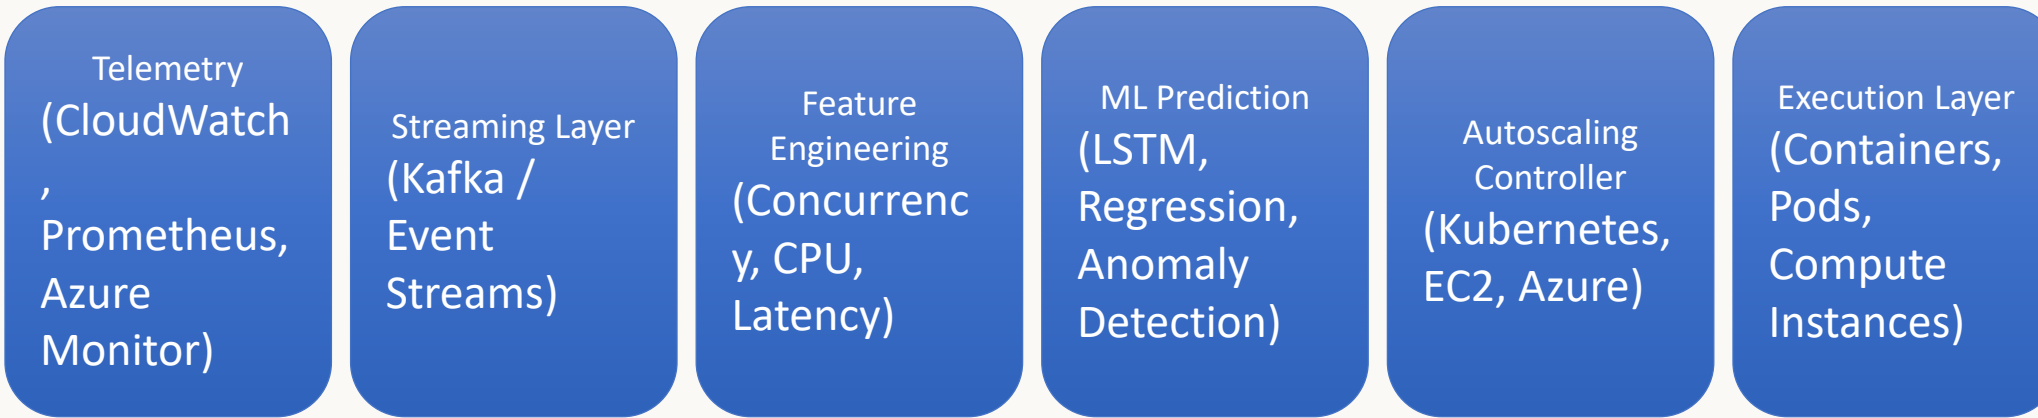 Telemetry
(CloudWatch
,
Prometheus,
Azure
Monitor)
Streaming Layer
(Kafka /
Event
Streams)
Feature
Engineering
(Concurrenc
y, CPU,
Latency)
ML Prediction
(LSTM,
Regression,
Anomaly
Detection)
Autoscaling
Controller
(Kubernetes,
EC2, Azure)
Execution Layer
(Containers,
Pods,
Compute
Instances)